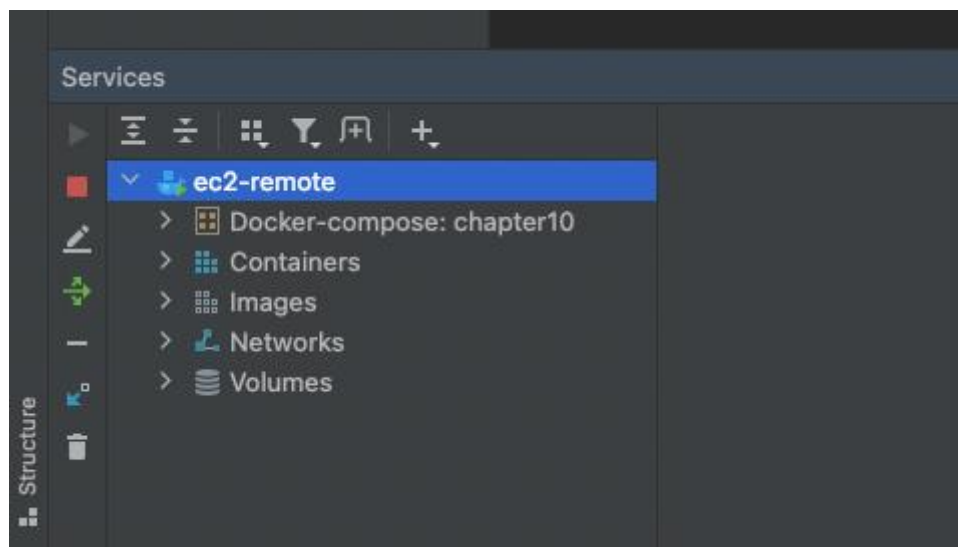 Services
ec2-remote
Docker-compose: chapter10
Containers
Images
Networks
Volumes
Structure